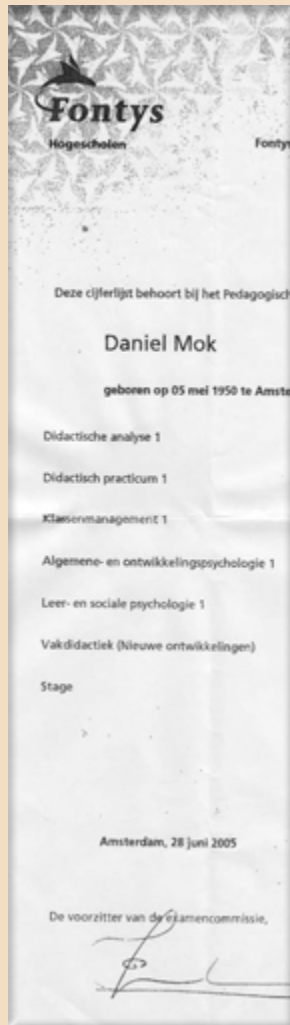 Fontys
Hogescholen Fontys
Deze cijferlijst behoort bij het Pedagogisch
Daniel Mok
geboren op 05 mei 1950 te Amste
Didactische analyse 1
Didactisch practicum 1
Klassenmanagement 1
Algemene- en ontwikkelingspsychologie 1
Leer- en sociale psychologie 1
Vakdidactiek (Nieuwe ontwikkelingen)
Stage
Amsterdam, 28 juni 2005
De voorzitter van de examencommissie,